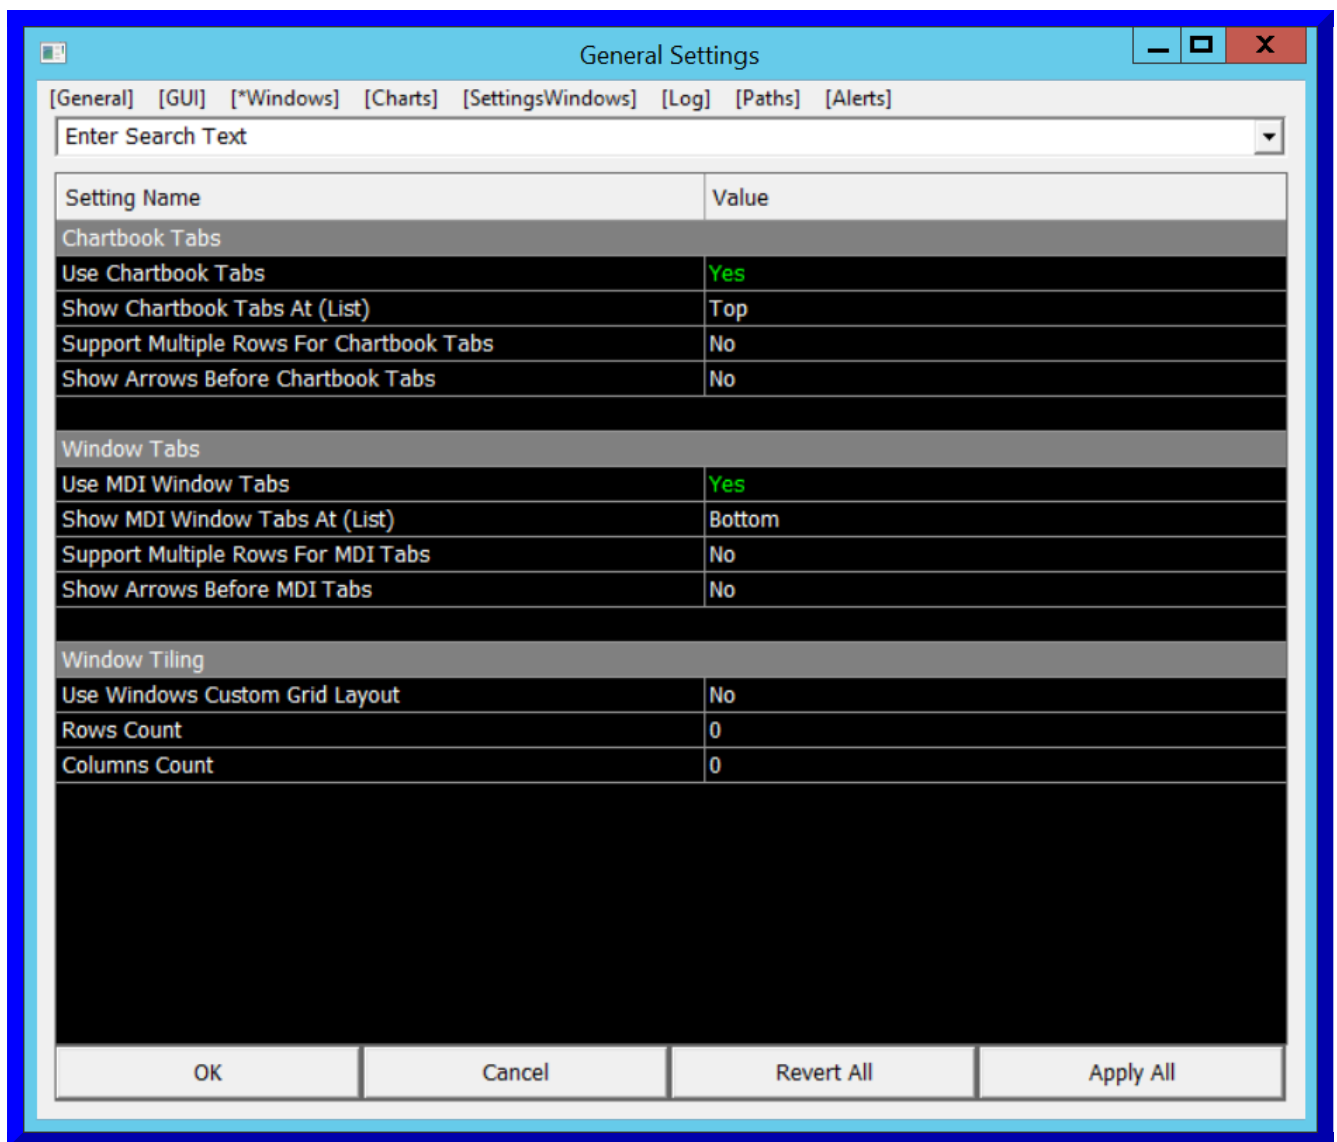 General Settings
X
[General] [GUI] [*Windows] [Charts] [SettingsWindows] [Log] [Paths] [Alerts]
Enter Search Text
Setting Name Value
Chartbook Tabs
Use Chartbook Tabs Yes
Show Chartbook Tabs At (List) Top
Support Multiple Rows For Chartbook Tabs No
Show Arrows Before Chartbook Tabs No
Window Tabs
Use MDI Window Tabs Yes
Show MDI Window Tabs At (List) Bottom
Support Multiple Rows For MDI Tabs No
Show Arrows Before MDI Tabs No
Window Tiling
Use Windows Custom Grid Layout No
Rows Count 0
Columns Count 0
OK Cancel Revert All Apply All